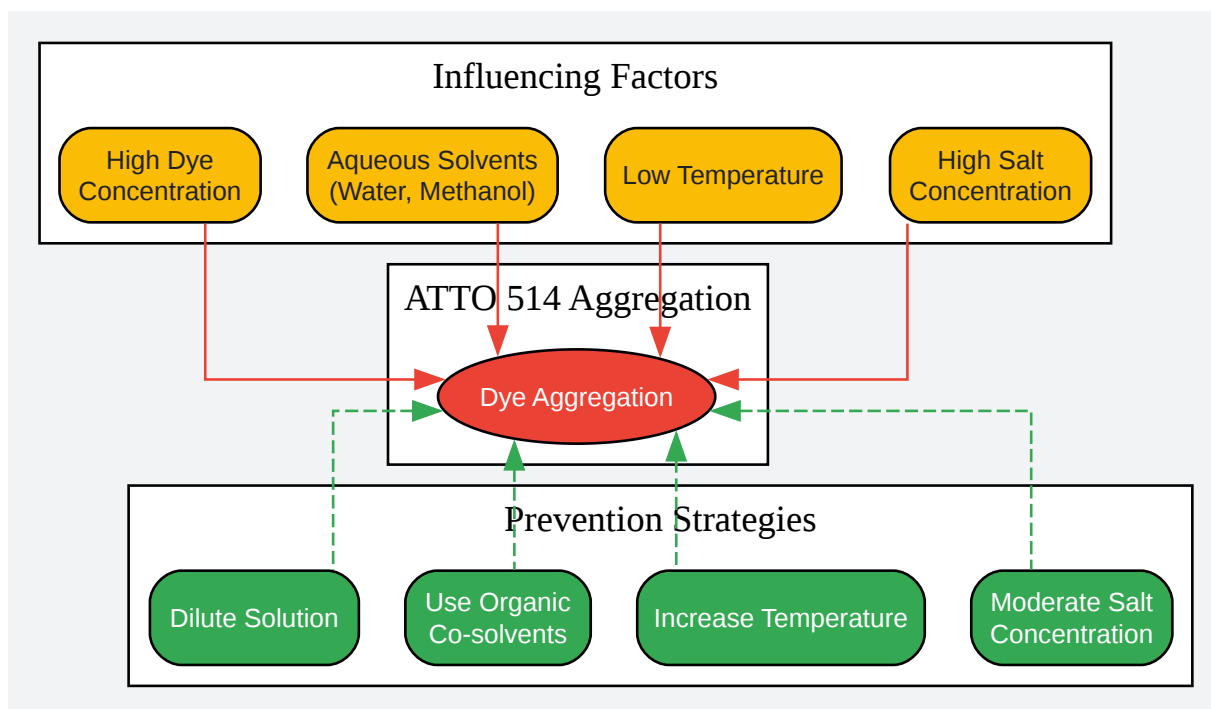 Influencing Factors
High Dye
Concentration
Aqueous Solvents
(Water, Methanol)
Low Temperature
High Salt
Concentration
ATTO 514 Aggregation
Dye Aggregation
Prevention Strategies
Dilute Solution
Use Organic
Co-solvents
Increase Temperature
Moderate Salt
Concentration